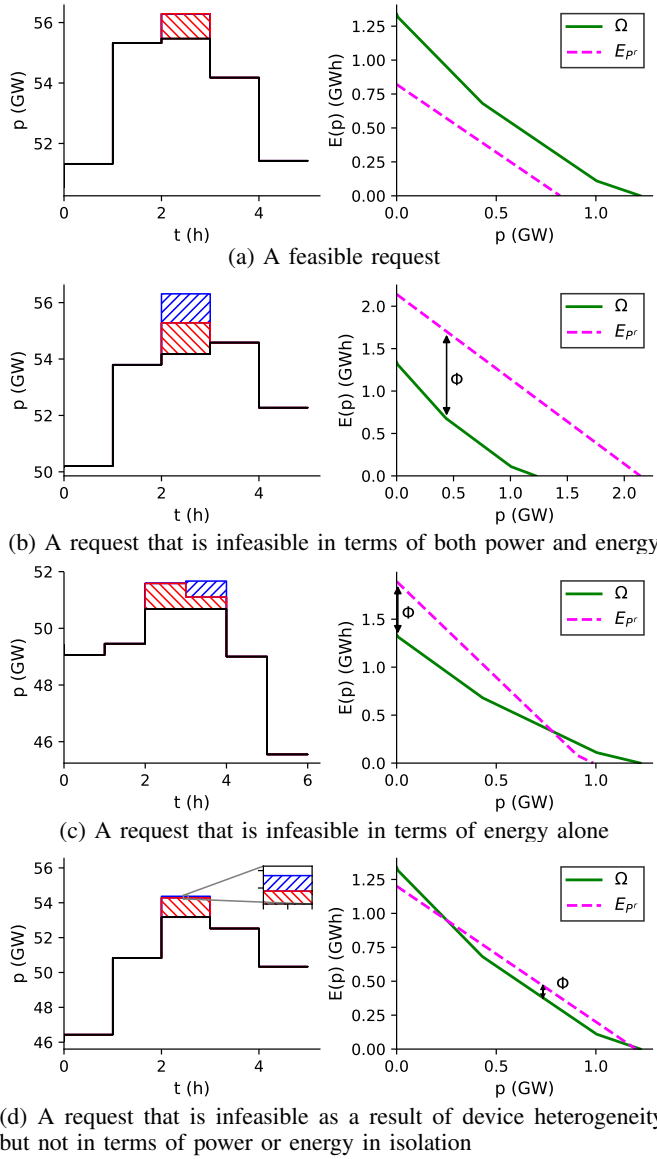 56
54
52
p (GW)
0
2
4
t (h)
1.25
1.00
0.75
0.50
0.25
0.00
E(p) (GWh)
0.0
0.5
1.0
p (GW)
Ω
E_{P^r}
(a) A feasible request
56
54
52
50
p (GW)
0
2
4
t (h)
2.0
1.5
1.0
0.5
0.0
E(p) (GWh)
Φ
0.0
0.5
1.0
1.5
2.0
p (GW)
Ω
E_{P^r}
(b) A request that is infeasible in terms of both power and energy
52
50
48
46
p (GW)
0
2
4
6
t (h)
1.5
1.0
0.5
0.0
E(p) (GWh)
Φ
0.0
0.5
1.0
p (GW)
Ω
E_{P^r}
(c) A request that is infeasible in terms of energy alone
56
54
52
50
48
46
p (GW)
0
2
4
t (h)
1.25
1.00
0.75
0.50
0.25
0.00
E(p) (GWh)
Φ
0.0
0.5
1.0
p (GW)
Ω
E_{P^r}
(d) A request that is infeasible as a result of device heterogeneity
but not in terms of power or energy in isolation